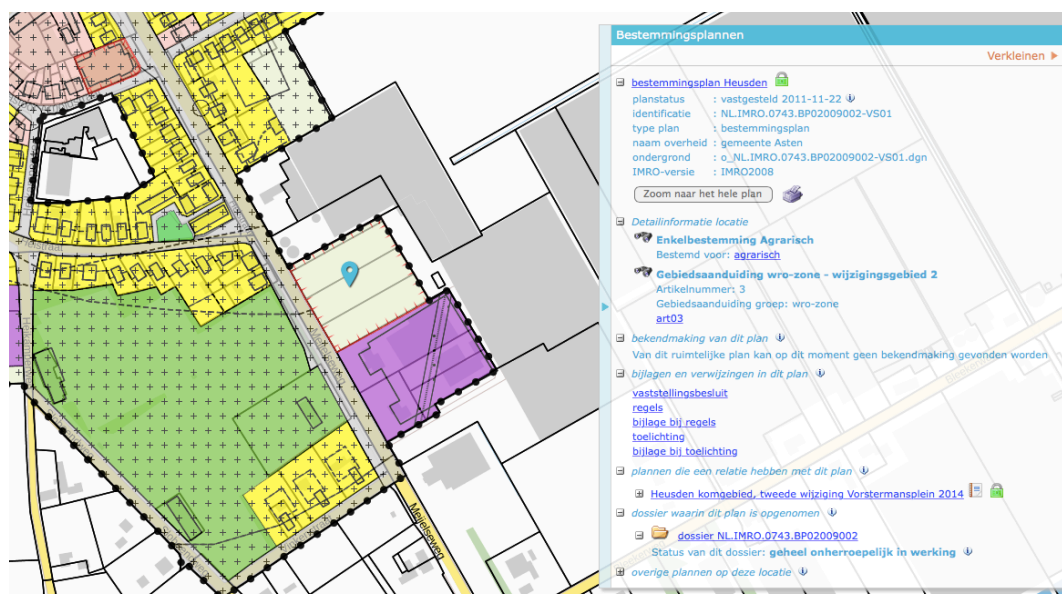 Bestemmingsplannen
Verkleinen
bestemmingsplan Heusden
planstatus : vastgesteld 2011-11-22
identificatie : NL.IMRO.0743.BP02009002-VS01
type plan : bestemmingsplan
naam overheid : gemeente Asten
ondergrond : o_NL.IMRO.0743.BP02009002-VS01.dgn
IMRO-versie : IMRO2008
Zoom naar het hele plan
Detailinformatie locatie
Enkelbestemming Agrarisch
Bestemd voor: agrarisch
Gebiedsaanduiding wro-zone - wijzigingsgebied 2
Artikelnummer: 3
Gebiedsaanduiding groep: wro-zone
art03
bekendmaking van dit plan
Van dit ruimtelijke plan kan op dit moment geen bekendmaking gevonden worden
bijlagen en verwijzingen in dit plan
vaststellingsbesluit
regels
bijlage bij regels
toelichting
bijlage bij toelichting
plannen die een relatie hebben met dit plan
Heusden komgebied, tweede wijziging Vorstermansplein 2014
dossier waarin dit plan is opgenomen
dossier NL.IMRO.0743.BP02009002
Status van dit dossier: geheel onherroepelijk in werking
overige plannen op deze locatie
Meijelseweg
Meijelseweg